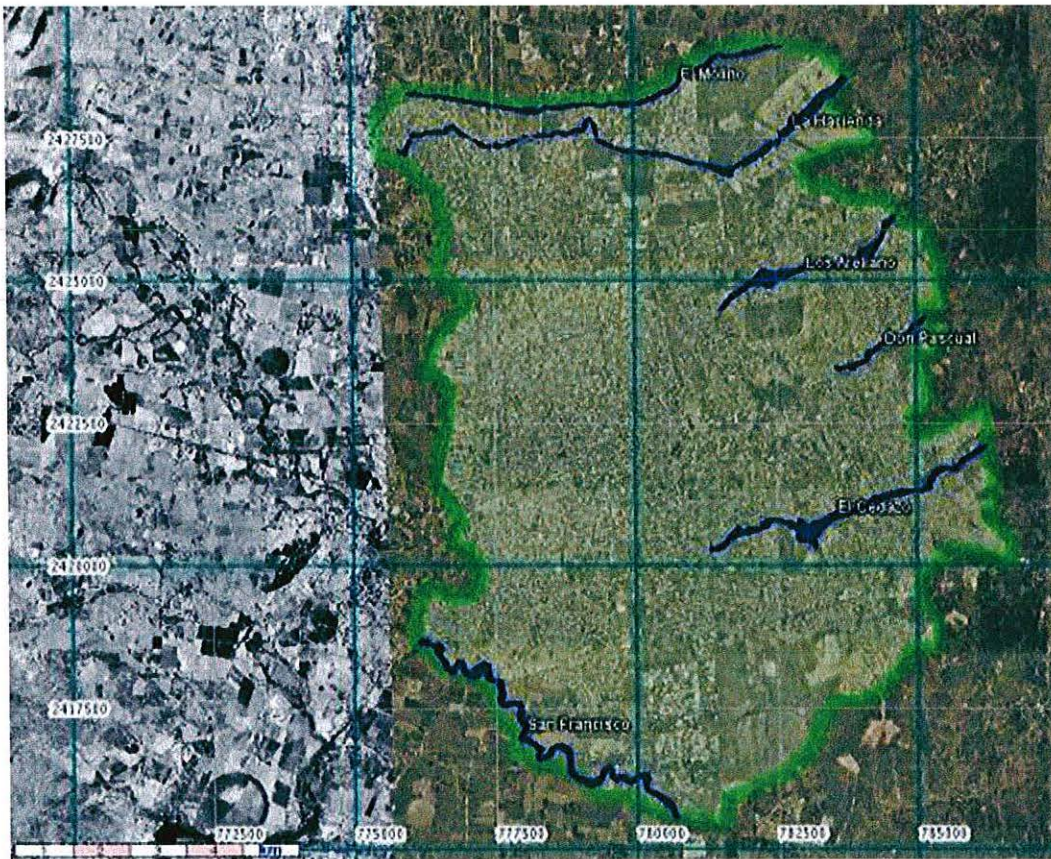 El Molino
La Hacienda
2427500
Los Arellano
2425000
Don Pascual
2422500
El Cedazo
2420000
2417500
San Francisco
772500
775000
777500
780000
782500
785000